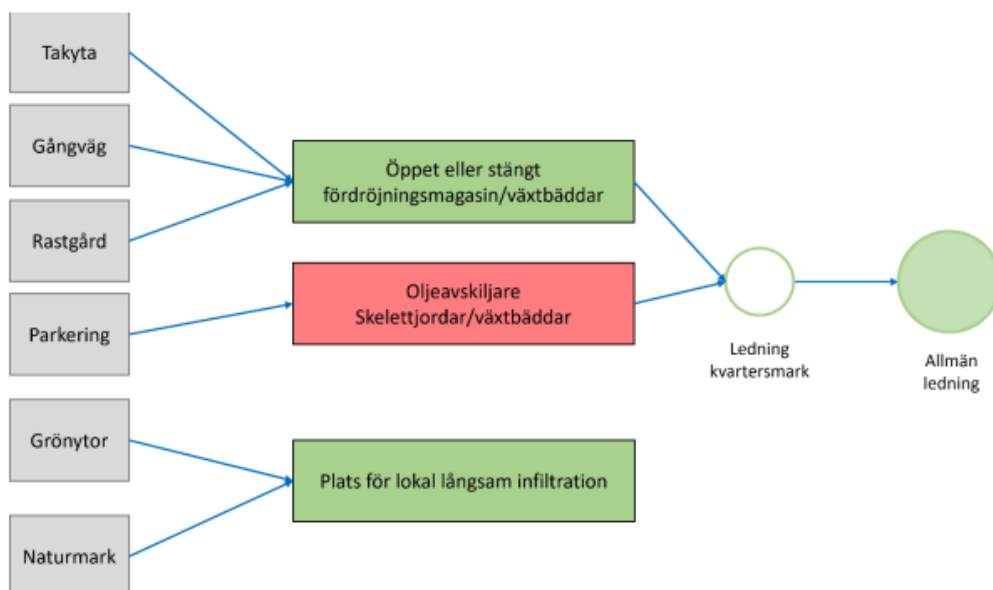 Takyta
Gångväg
Rastgård
Parkering
Grönytor
Naturmark
Öppet eller stängt
fördröjningsmagasin/växtbäddar
Oljeavskiljare
Skelettjordar/växtbäddar
Plats för lokal långsam infiltration
Ledning
kvartersmark
Allmän
ledning